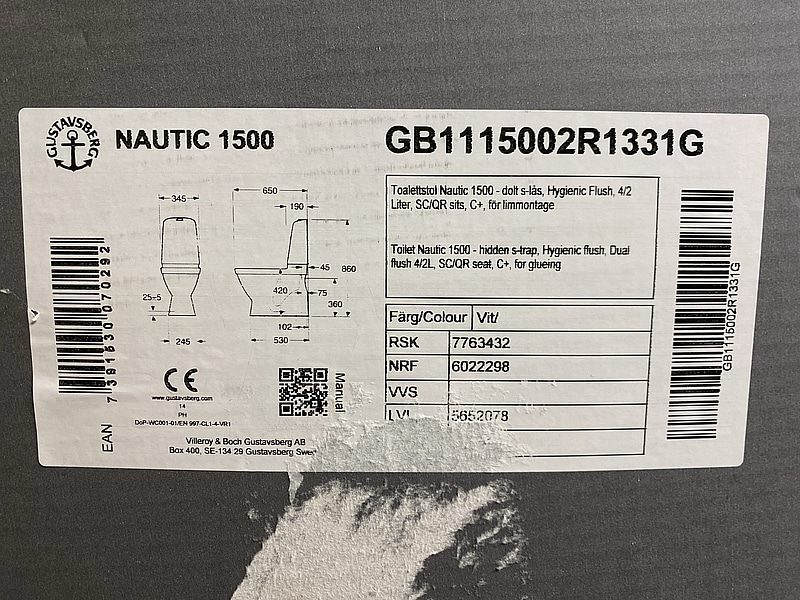 GUSTAVSBERG
NAUTIC 1500
GB1115002R1331G
345
650
190
45
860
420
75
360
25±5
102
245
530
Toalettstol Nautic 1500 - dolt s-lås, Hygienic Flush, 4/2
Liter, SC/QR sits, C+, för limmontage
Toilet Nautic 1500 - hidden s-trap, Hygienic flush, Dual
flush 4/2L, SC/QR seat, C+, for glueing
Färg/Colour Vit/
RSK 7763432
NRF 6022298
VVS
LVI 5652078
EAN
7 391530 070292
GB1115002R1331G
CE
www.gustavsberg.com
14
PH
DoP-WC001-01/EN 997-CL1-4-VR1
Manual
Villeroy & Boch Gustavsberg AB
Box 400, SE-134 29 Gustavsberg